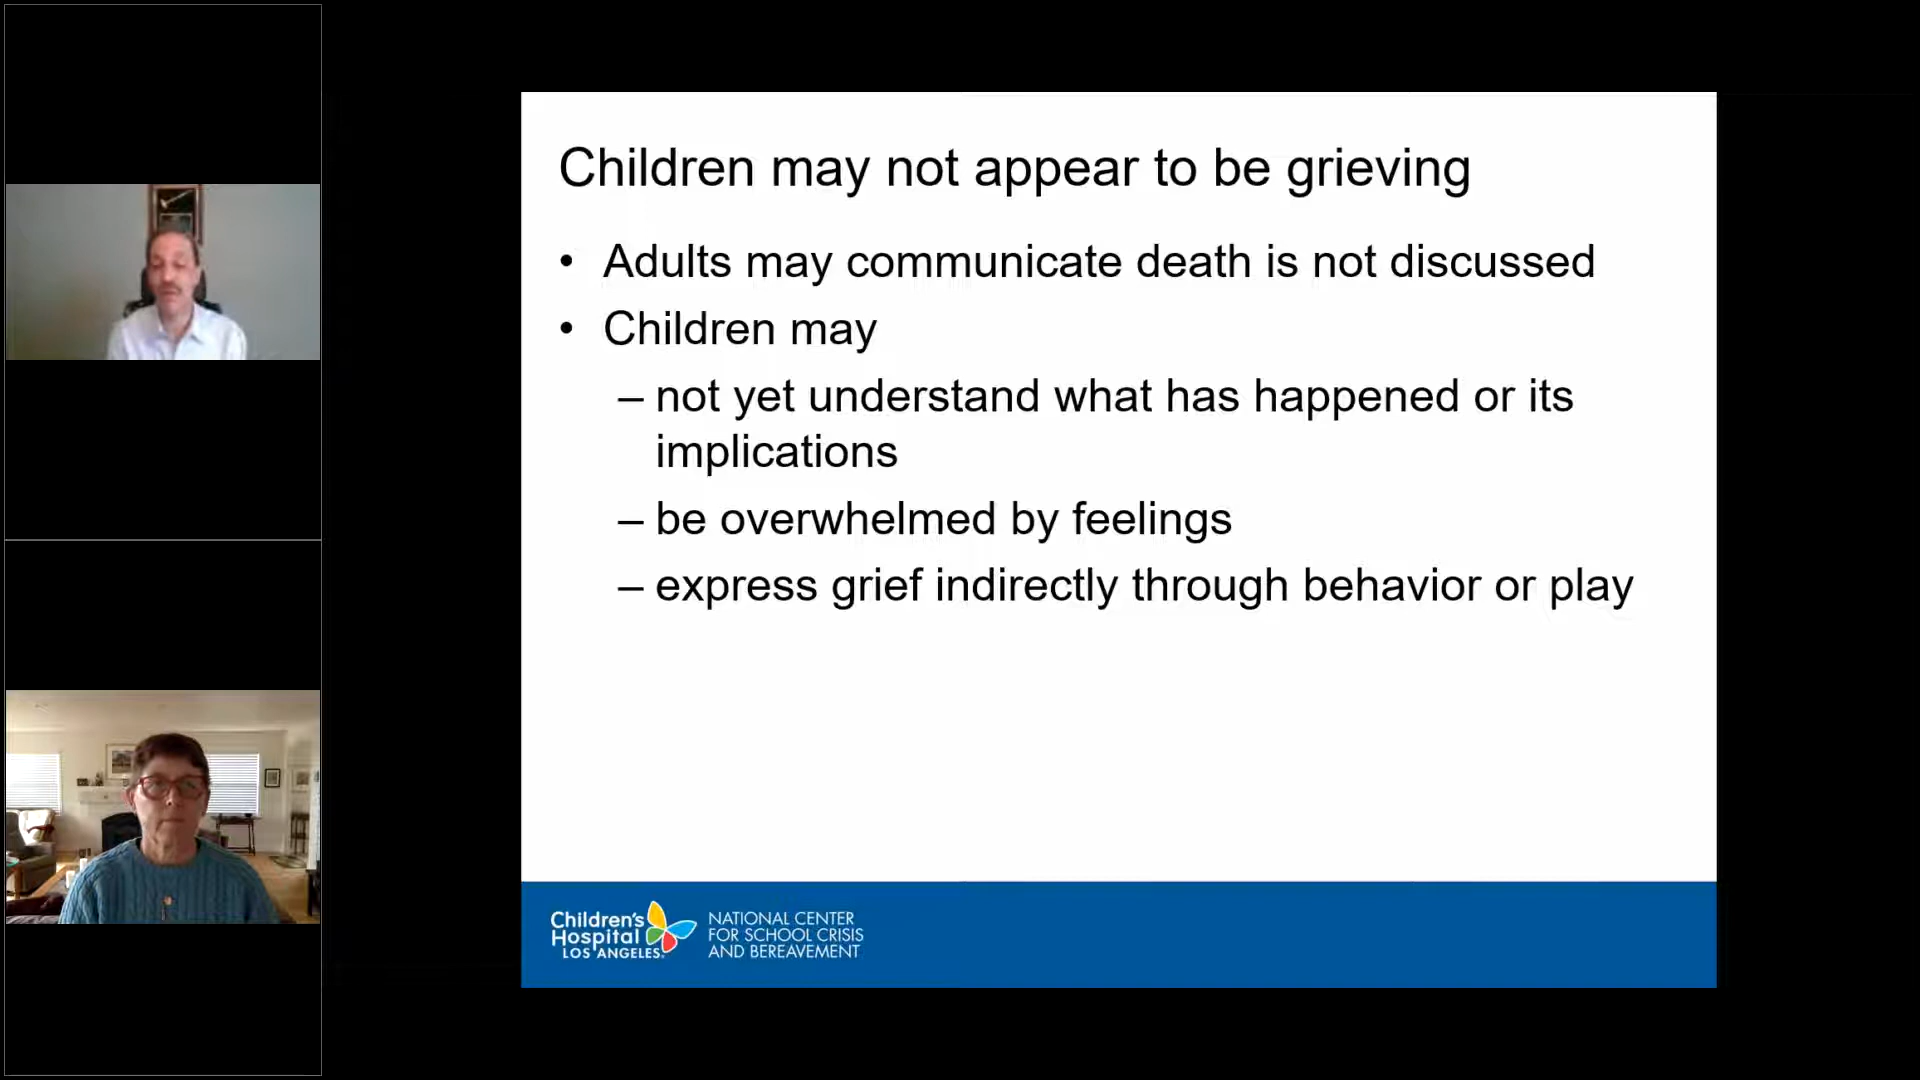 Children may not appear to be grieving
• Adults may communicate death is not discussed
• Children may
– not yet understand what has happened or its
implications
– be overwhelmed by feelings
– express grief indirectly through behavior or play
Children's
Hospital
LOS ANGELES
NATIONAL CENTER
FOR SCHOOL CRISIS
AND BEREAVEMENT